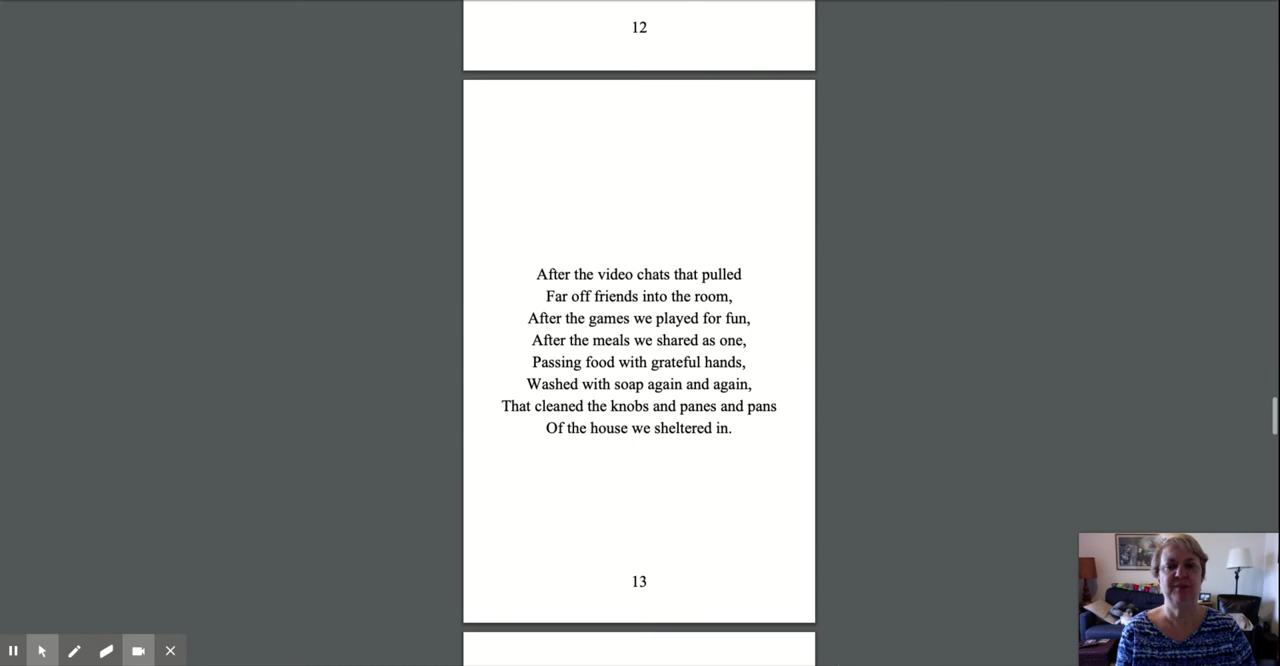 12
After the video chats that pulled
Far off friends into the room,
After the games we played for fun,
After the meals we shared as one,
Passing food with grateful hands,
Washed with soap again and again,
That cleaned the knobs and panes and pans
Of the house we sheltered in.
13